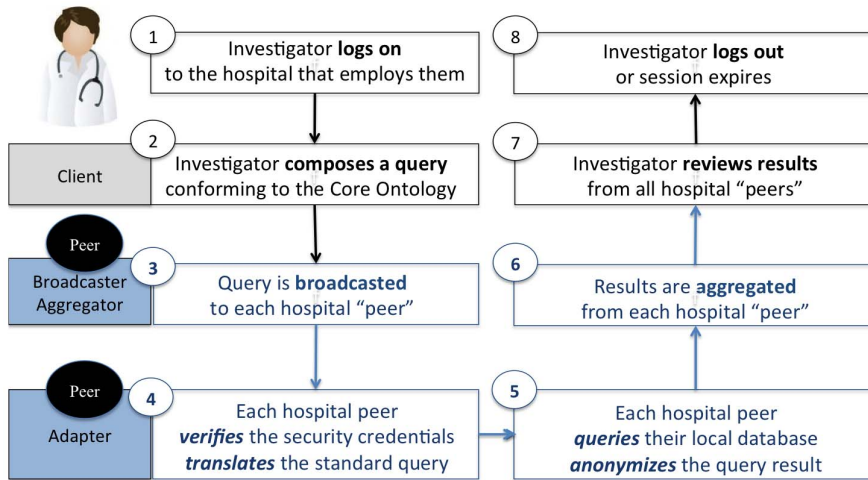 1
Investigator logs on
to the hospital that employs them
Client
2
Investigator composes a query
conforming to the Core Ontology
Peer
Broadcaster
Aggregator
3
Query is broadcasted
to each hospital “peer”
Peer
Adapter
4
Each hospital peer
verifies the security credentials
translates the standard query
5
Each hospital peer
queries their local database
anonymizes the query result
6
Results are aggregated
from each hospital “peer”
7
Investigator reviews results
from all hospital “peers”
8
Investigator logs out
or session expires